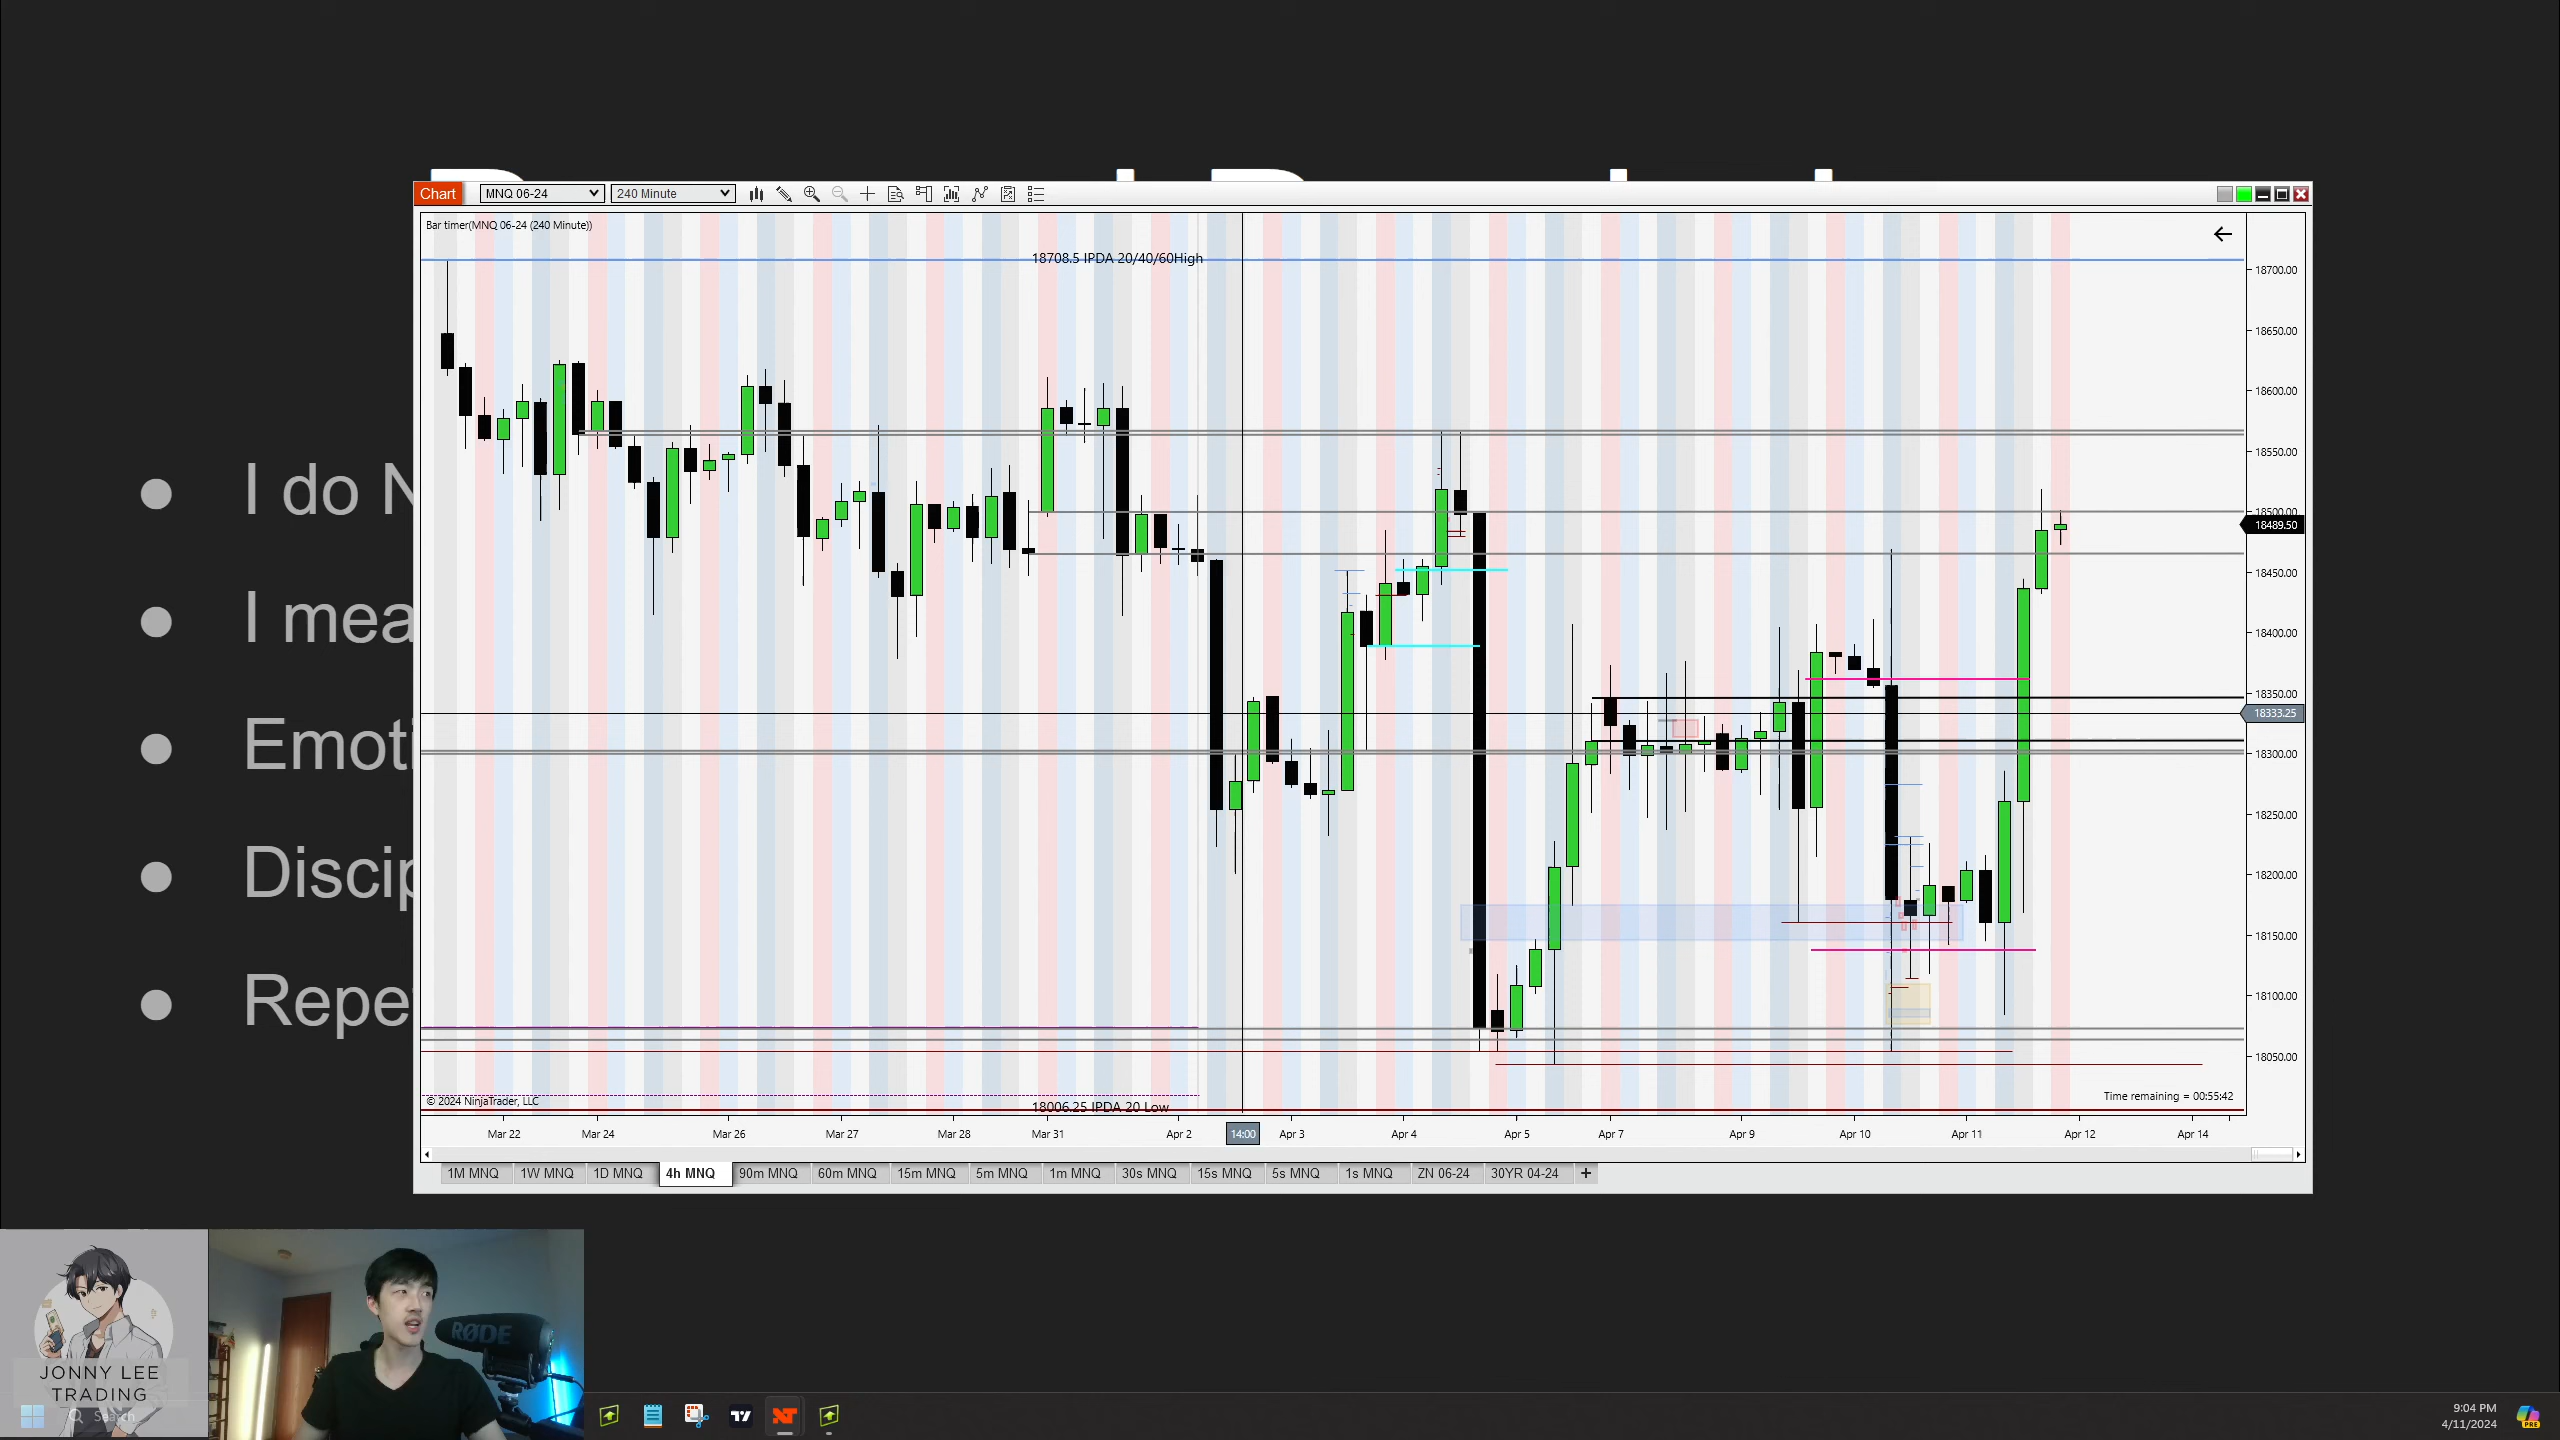 Chart MNQ 06-24 240 Minute
Bar timer(MNQ 06-24 (240 Minute))
18708.5 IPDA 20/40/60High
18700.00
18650.00
18600.00
18550.00
18500.00
18489.50
18450.00
18400.00
18350.00
18333.25
18300.00
18250.00
18200.00
18150.00
18100.00
18050.00
I do N
I mea
Emoti
Discip
Repe
Time remaining = 00:55:42
© 2024 NinjaTrader, LLC
18006.25 IPDA 20 Low
Mar 22 Mar 24 Mar 26 Mar 27 Mar 28 Mar 31 Apr 2 14:00 Apr 3 Apr 4 Apr 5 Apr 7 Apr 9 Apr 10 Apr 11 Apr 12 Apr 14
1M MNQ 1W MNQ 1D MNQ 4h MNQ 90m MNQ 60m MNQ 15m MNQ 5m MNQ 1m MNQ 30s MNQ 15s MNQ 5s MNQ 1s MNQ ZN 06-24 30YR 04-24 +
RØDE
JONNY LEE
TRADING
Search
9:04 PM
4/11/2024
PRE